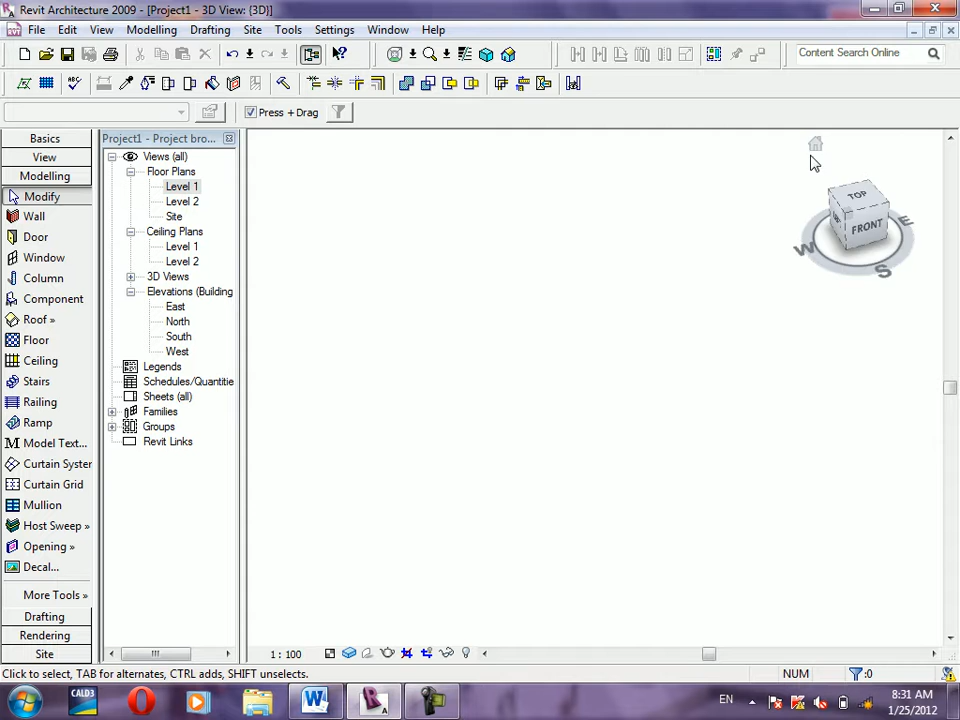 Revit Architecture 2009 - [Project1 - 3D View: {3D}]
File Edit View Modelling Drafting Site Tools Settings Window Help
Content Search Online
Press + Drag
Basics
View
Modelling
Modify
Wall
Door
Window
Column
Component
Roof »
Floor
Ceiling
Stairs
Railing
Ramp
Model Text...
Curtain Syster
Curtain Grid
Mullion
Host Sweep »
Opening »
Decal...
More Tools »
Drafting
Rendering
Site
Project1 - Project bro...
Views (all)
Floor Plans
Level 1
Level 2
Site
Ceiling Plans
Level 1
Level 2
3D Views
Elevations (Building
East
North
South
West
Legends
Schedules/Quantitie
Sheets (all)
Families
Groups
Revit Links
TOP
FRONT
W
E
S
1 : 100
Click to select, TAB for alternates, CTRL adds, SHIFT unselects.
NUM
:0
CALD3
EN
8:31 AM
1/25/2012